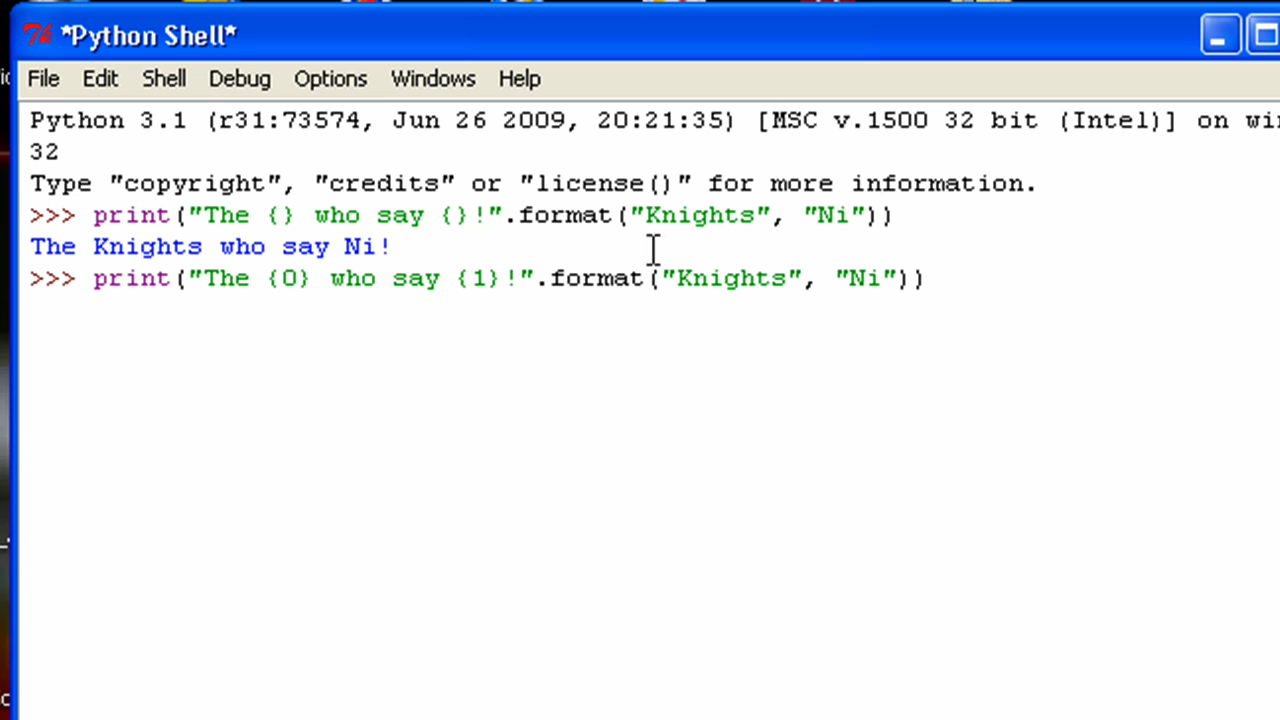 *Python Shell*
File Edit Shell Debug Options Windows Help
Python 3.1 (r31:73574, Jun 26 2009, 20:21:35) [MSC v.1500 32 bit (Intel)] on
32
Type "copyright", "credits" or "license()" for more information.
>>> print("The {} who say {}!".format("Knights", "Ni"))
The Knights who say Ni!
>>> print("The {0} who say {1}!".format("Knights", "Ni"))